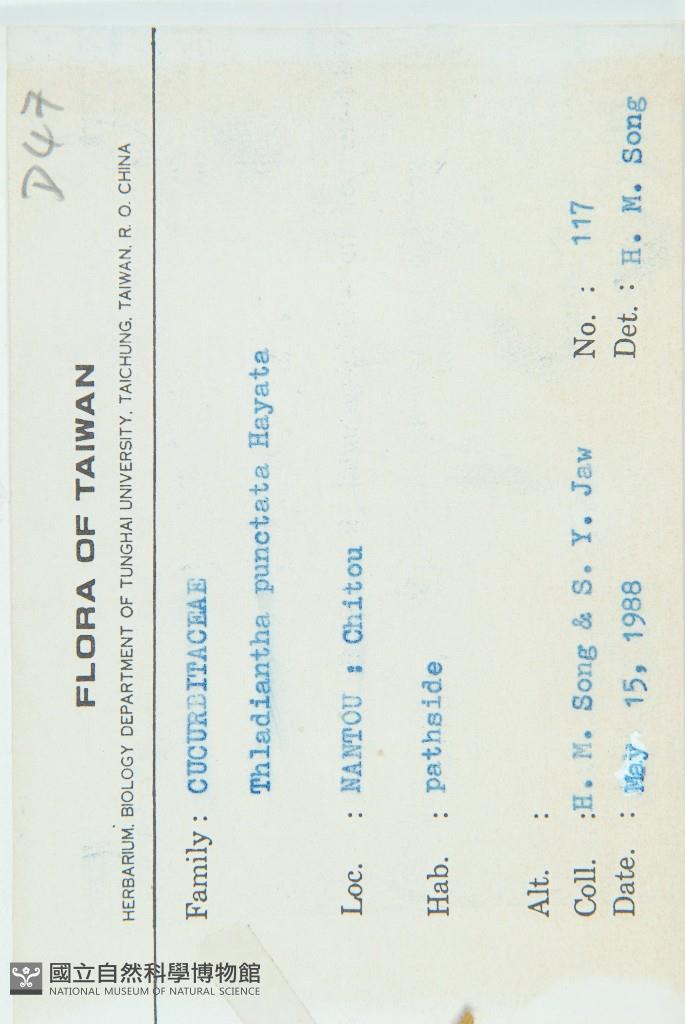 D47
FLORA OF TAIWAN
HERBARIUM, BIOLOGY DEPARTMENT OF TUNGHAI UNIVERSITY, TAICHUNG, TAIWAN, R. O. CHINA
Family : CUCURBITACEAE
Thladiantha punctata Hayata
Loc. : NANTOU : Chitou
Hab. : pathside
Alt. :
Coll. : H. M. Song & S. Y. Jaw No. : 117
Date. : May 15, 1988 Det. : H. M. Song
國立自然科學博物館
NATIONAL MUSEUM OF NATURAL SCIENCE